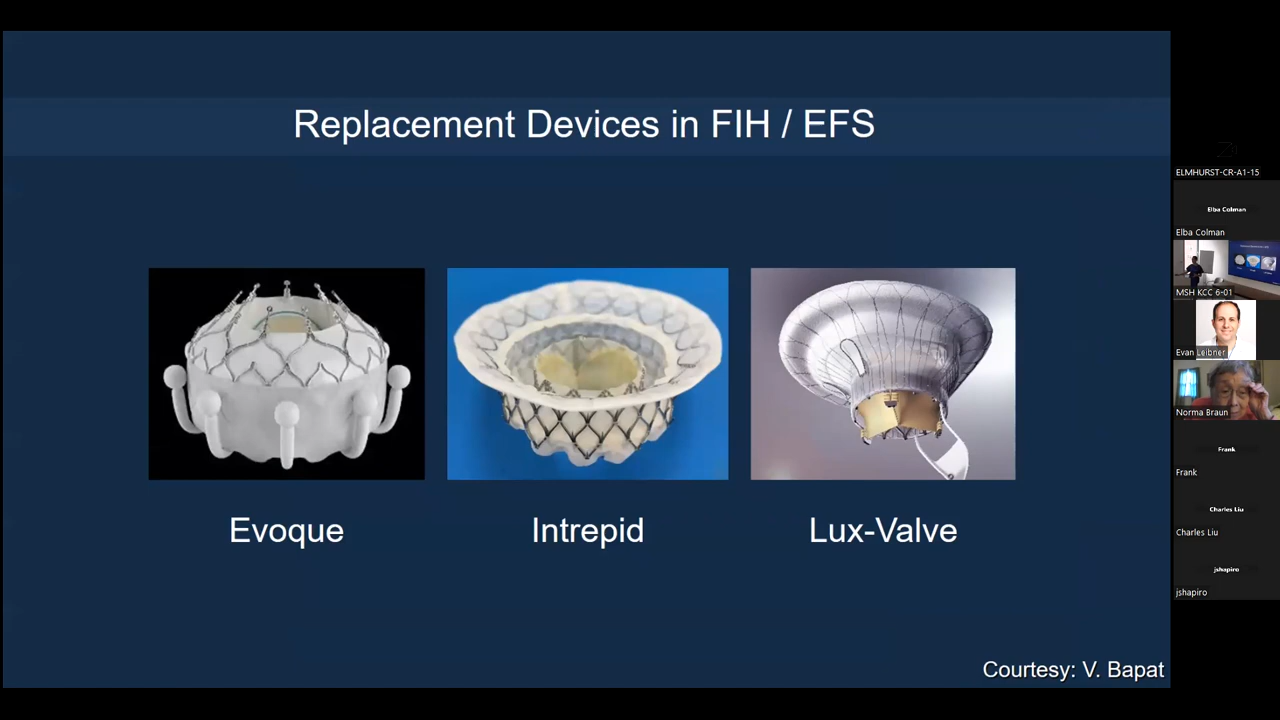 Replacement Devices in FIH / EFS
Evoque
Intrepid
Lux-Valve
Courtesy: V. Bapat
ELMHURST-CR-A1-15
Elba Colman
Elba Colman
MSH KCC 6-01
Evan Leibner
Norma Braun
Frank
Frank
Charles Liu
Charles Liu
jshapiro
jshapiro